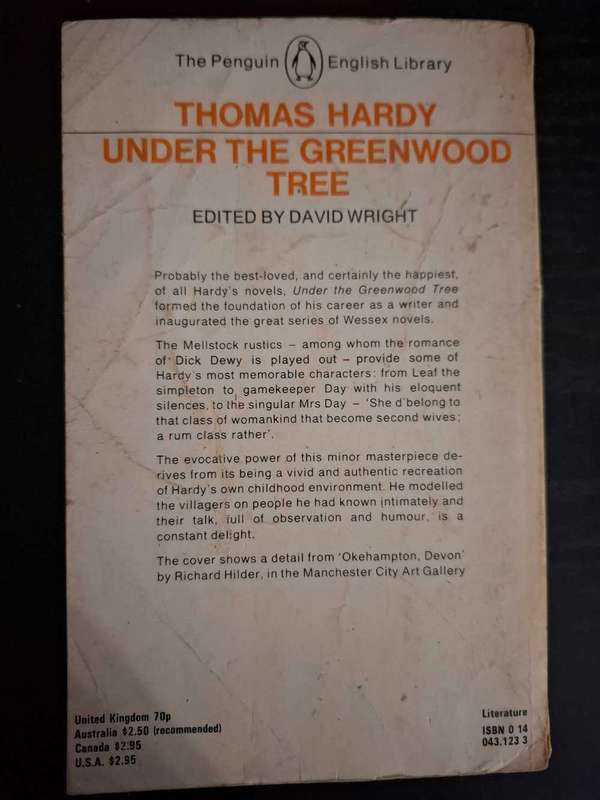 The Penguin English Library
THOMAS HARDY
UNDER THE GREENWOOD
TREE
EDITED BY DAVID WRIGHT
Probably the best-loved, and certainly the happiest,
of all Hardy's novels, Under the Greenwood Tree
formed the foundation of his career as a writer and
inaugurated the great series of Wessex novels.
The Mellstock rustics – among whom the romance
of Dick Dewy is played out – provide some of
Hardy's most memorable characters: from Leaf the
simpleton to gamekeeper Day with his eloquent
silences, to the singular Mrs Day – 'She d'belong to
that class of womankind that become second wives;
a rum class rather'.
The evocative power of this minor masterpiece de-
rives from its being a vivid and authentic recreation
of Hardy's own childhood environment. He modelled
the villagers on people he had known intimately and
their talk, full of observation and humour, is a
constant delight.
The cover shows a detail from 'Okehampton, Devon'
by Richard Hilder, in the Manchester City Art Gallery
United Kingdom 70p
Australia $2.50 (recommended)
Canada $2.95
U.S.A. $2.95
Literature
ISBN 0 14
043.123 3